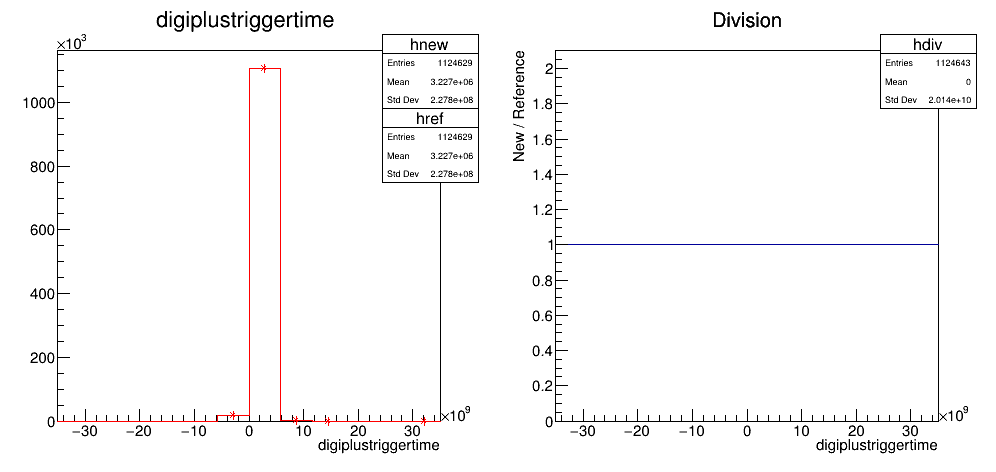 digiplustriggertime
×10³
hnew
Entries 1124629
Mean 3.227e+06
Std Dev 2.278e+08
href
Entries 1124629
Mean 3.227e+06
Std Dev 2.278e+08
1000
800
600
400
200
0
−30 −20 −10 0 10 20 30
×10⁹
digiplustriggertime
Division
hdiv
Entries 1124643
Mean 0
Std Dev 2.014e+10
New / Reference
2
1.8
1.6
1.4
1.2
1
0.8
0.6
0.4
0.2
0
−30 −20 −10 0 10 20 30
×10⁹
digiplustriggertime